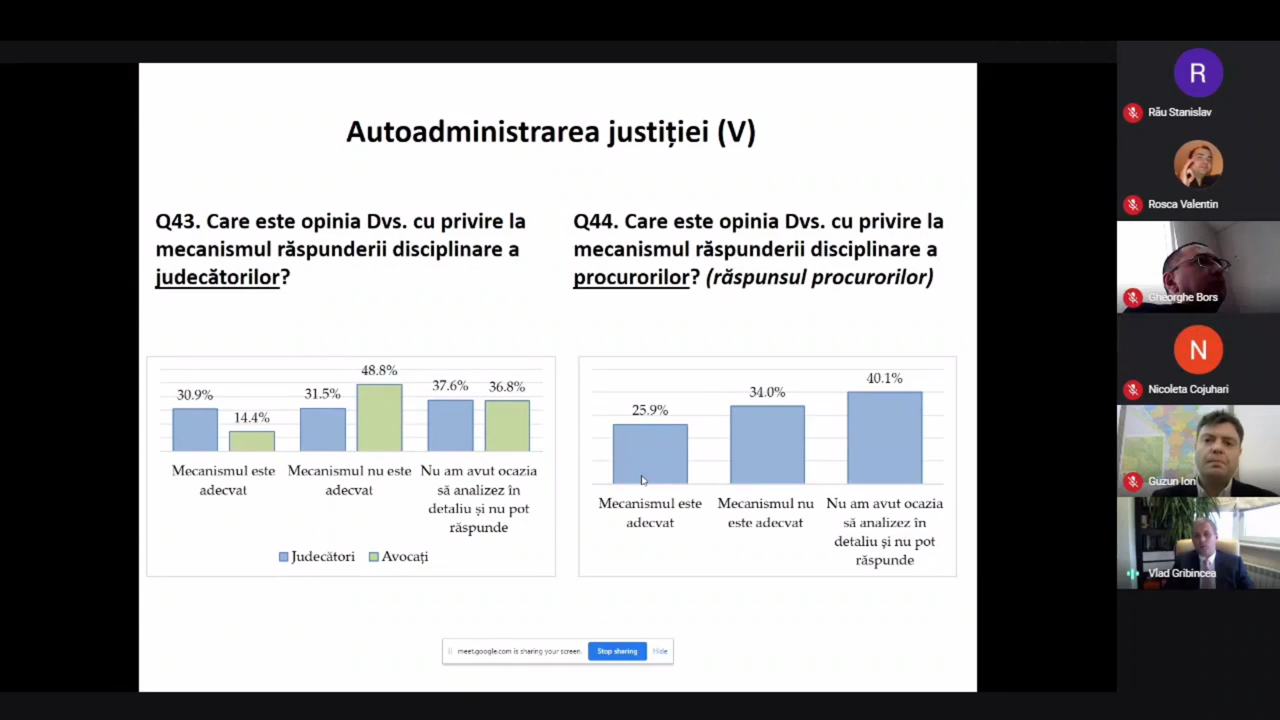 Autoadministrarea justiției (V)
Q43. Care este opinia Dvs. cu privire la
mecanismul răspunderii disciplinare a
judecătorilor?
30.9%
14.4%
31.5%
48.8%
37.6%
36.8%
Mecanismul este
adecvat
Mecanismul nu este
adecvat
Nu am avut ocazia
să analizez în
detaliu și nu pot
răspunde
Judecători
Avocați
Q44. Care este opinia Dvs. cu privire la
mecanismul răspunderii disciplinare a
procurorilor? (răspunsul procurorilor)
25.9%
34.0%
40.1%
Mecanismul este
adecvat
Mecanismul nu
este adecvat
Nu am avut ocazia
să analizez în
detaliu și nu pot
răspunde
meet.google.com is sharing your screen.
Stop sharing
Hide
R
Rău Stanislav
Rosca Valentin
Gheorghe Bors
N
Nicoleta Cojuhari
Guzun Ion
Vlad Gribincea